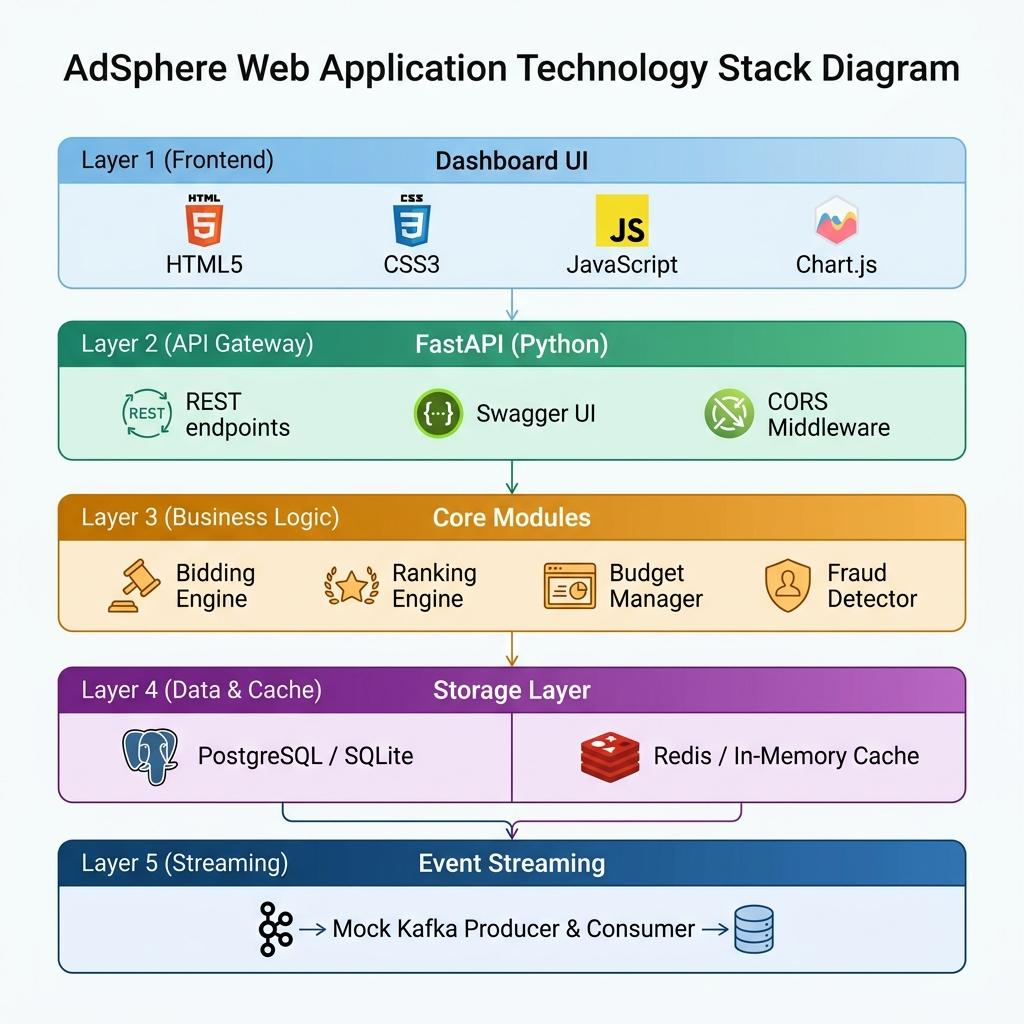 AdSphere Web Application Technology Stack Diagram
Layer 1 (Frontend)
Dashboard UI
HTML
5
HTML5
CSS
3
CSS3
JS
JavaScript
Chart.js
Layer 2 (API Gateway)
FastAPI (Python)
REST
REST
endpoints
{···}
Swagger UI
CORS
Middleware
Layer 3 (Business Logic)
Core Modules
Bidding
Engine
Ranking
Engine
Budget
Manager
Fraud
Detector
Layer 4 (Data & Cache)
Storage Layer
PostgreSQL / SQLite
Redis / In-Memory Cache
Layer 5 (Streaming)
Event Streaming
Mock Kafka Producer & Consumer